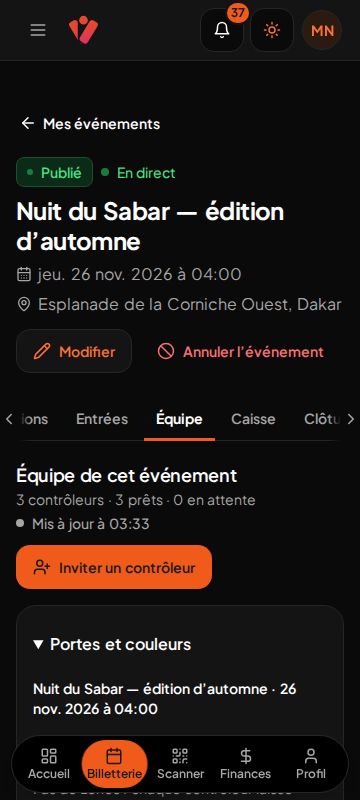 37
MN
Mes événements
Publié
En direct
Nuit du Sabar — édition
d’automne
jeu. 26 nov. 2026 à 04:00
Esplanade de la Corniche Ouest, Dakar
Modifier
Annuler l’événement
ions Entrées Équipe Caisse Clôtu
Équipe de cet événement
3 contrôleurs · 3 prêts · 0 en attente
Mis à jour à 03:33
Inviter un contrôleur
Portes et couleurs
Nuit du Sabar — édition d’automne · 26
nov. 2026 à 04:00
Accueil Billetterie Scanner Finances Profil